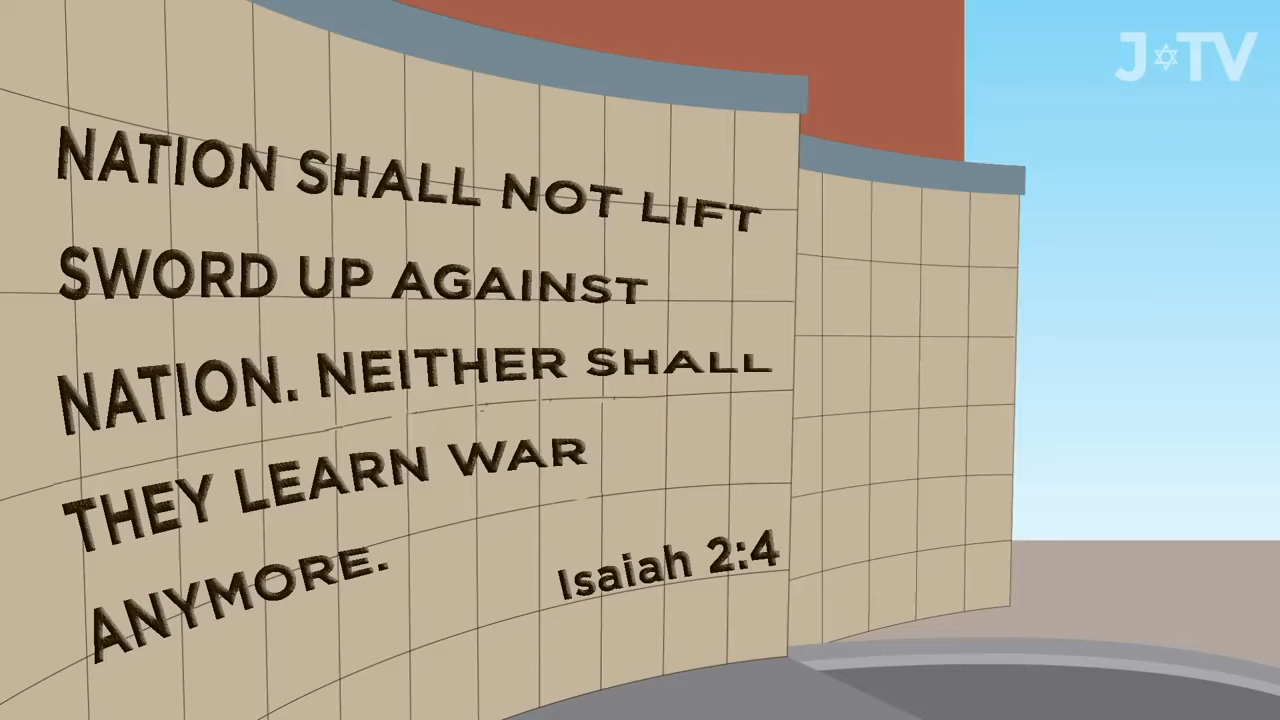 J✡TV
NATION SHALL NOT LIFT
SWORD UP AGAINST
NATION. NEITHER SHALL
THEY LEARN WAR
ANYMORE.
Isaiah 2:4